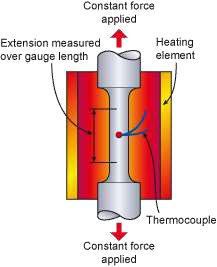 Constant force
applied
Extension measured
over gauge length
Heating
element
Thermocouple
Constant force
applied